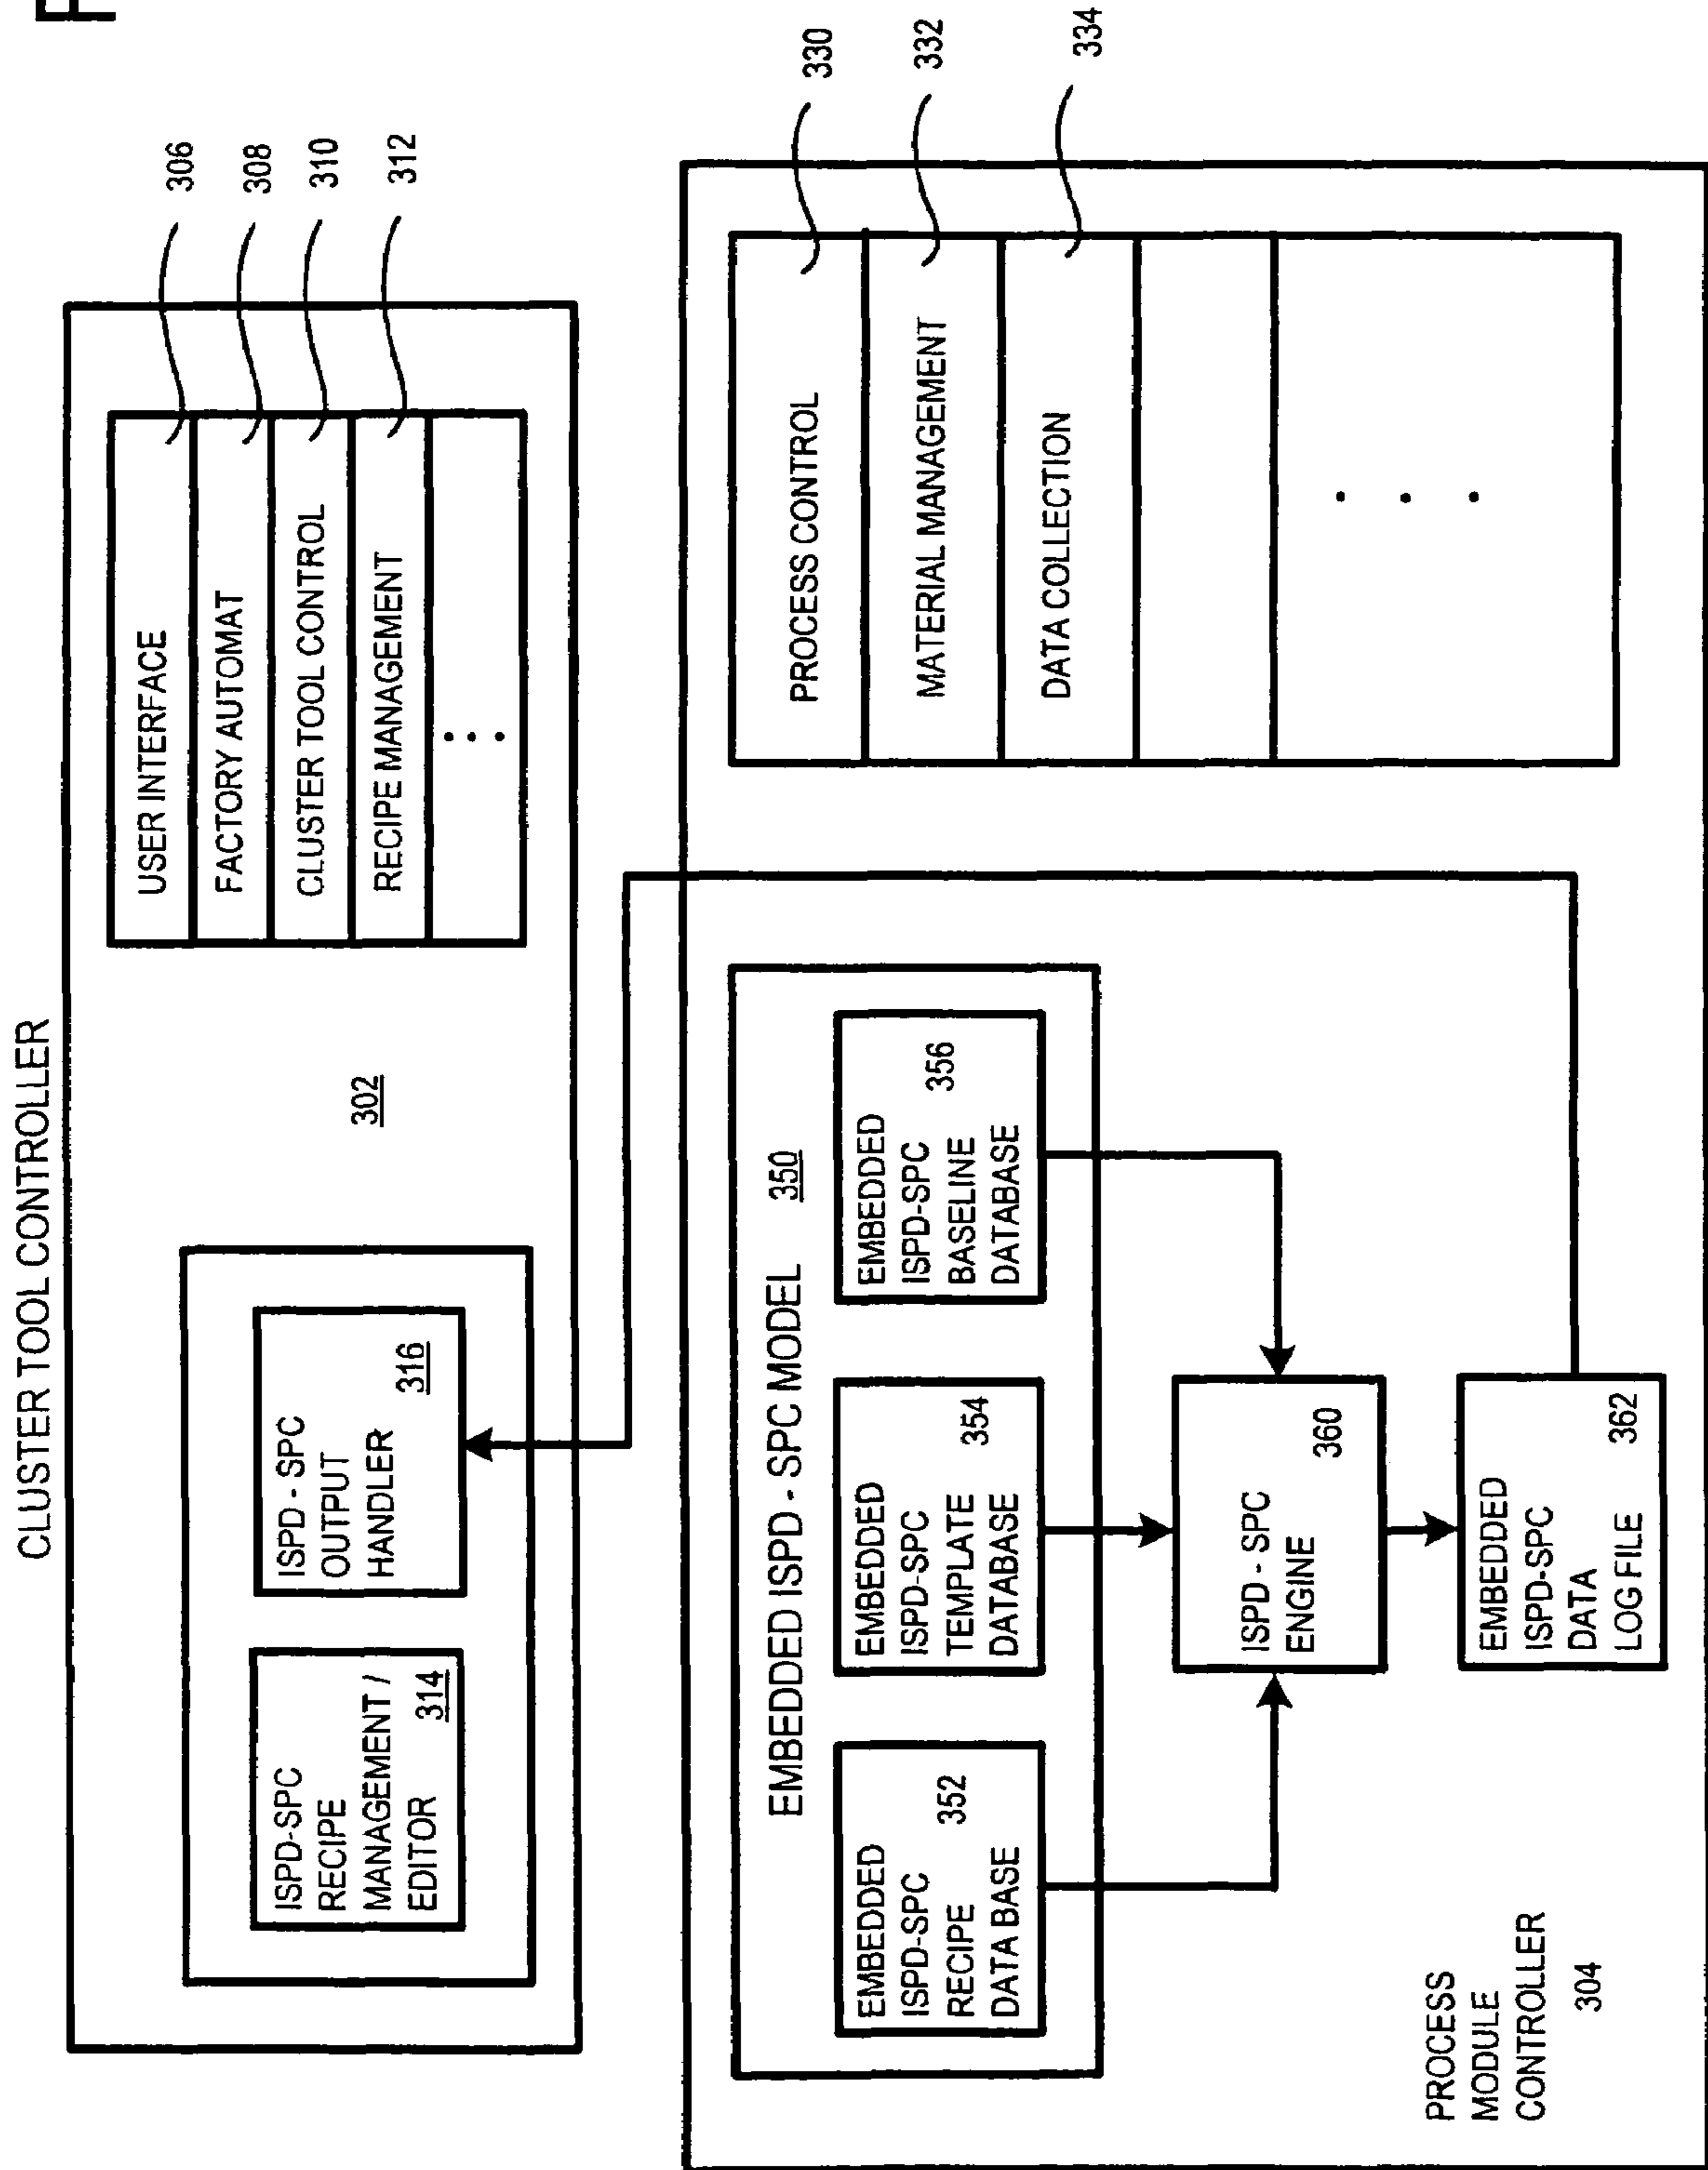 F
CLUSTER TOOL CONTROLLER
ISPD-SPC
RECIPE
MANAGEMENT /
EDITOR
314
ISPD - SPC
OUTPUT
HANDLER
316
302
USER INTERFACE
FACTORY AUTOMAT
CLUSTER TOOL CONTROL
RECIPE MANAGEMENT
. . .
306
308
310
312
EMBEDDED ISPD - SPC MODEL 350
EMBEDDED
ISPD-SPC
RECIPE
DATA BASE
352
EMBEDDED
ISPD-SPC
TEMPLATE
DATABASE
354
EMBEDDED
ISPD-SPC
BASELINE
DATABASE
356
ISPD - SPC
ENGINE
360
EMBEDDED
ISPD-SPC
DATA
LOG FILE
362
PROCESS
MODULE
CONTROLLER
304
PROCESS CONTROL
MATERIAL MANAGEMENT
DATA COLLECTION
. . .
330
332
334